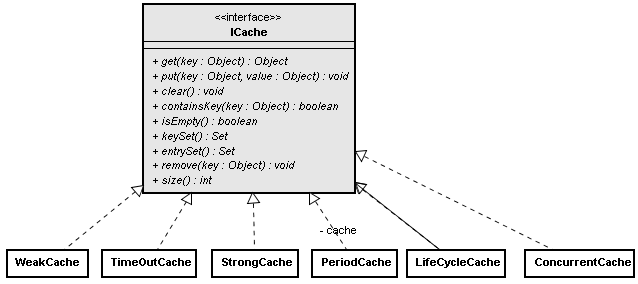 <<interface>>
ICache
+ get(key : Object) : Object
+ put(key : Object, value : Object) : void
+ clear() : void
+ containsKey(key : Object) : boolean
+ isEmpty() : boolean
+ keySet() : Set
+ entrySet() : Set
+ remove(key : Object) : void
+ size() : int
- cache
WeakCache
TimeOutCache
StrongCache
PeriodCache
LifeCycleCache
ConcurrentCache